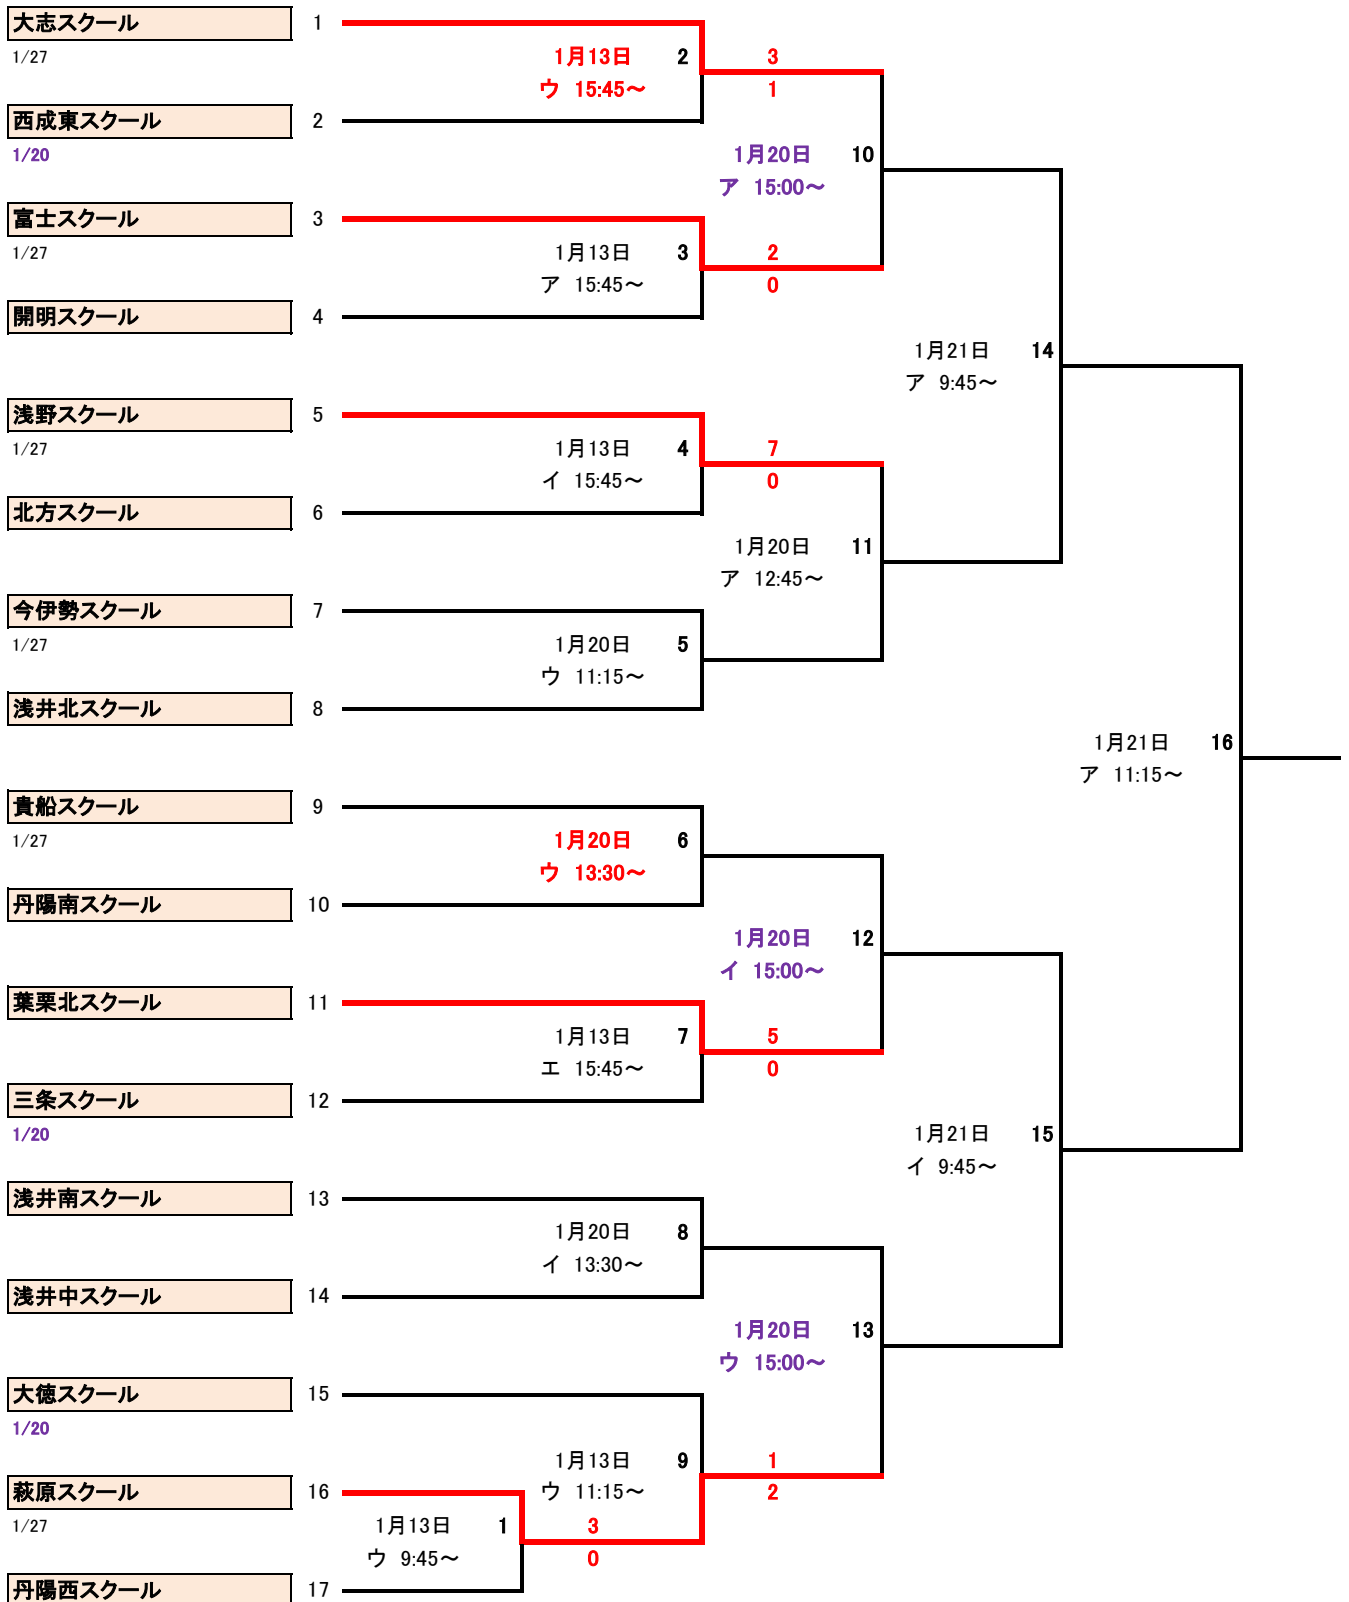 大志スクール 1
1/27
1月13日 2 3
ウ 15:45～ 1
西成東スクール 2
1/20
1月20日 10
ア 15:00～
富士スクール 3
1/27
1月13日 3 2
ア 15:45～ 0
開明スクール 4
1月21日 14
ア 9:45～
浅野スクール 5
1/27
1月13日 4 7
イ 15:45～ 0
北方スクール 6
1月20日 11
ア 12:45～
今伊勢スクール 7
1/27
1月20日 5
ウ 11:15～
浅井北スクール 8
1月21日 16
ア 11:15～
貴船スクール 9
1/27
1月20日 6
ウ 13:30～
丹陽南スクール 10
1月20日 12
イ 15:00～
葉栗北スクール 11
1月13日 7 5
エ 15:45～ 0
三条スクール 12
1/20
1月21日 15
イ 9:45～
浅井南スクール 13
1月20日 8
イ 13:30～
浅井中スクール 14
1月20日 13
ウ 15:00～
大徳スクール 15
1/20
1月13日 9 1
ウ 11:15～ 2
萩原スクール 16
1/27
1月13日 1 3
ウ 9:45～ 0
丹陽西スクール 17